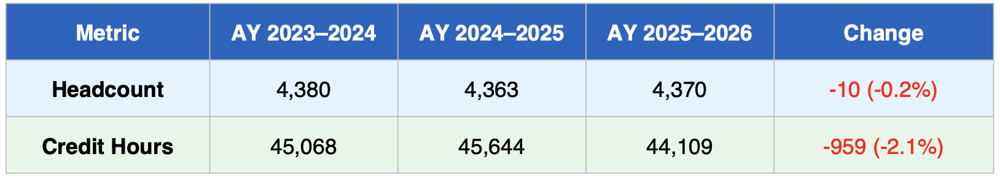 Metric AY 2023–2024 AY 2024–2025 AY 2025–2026 Change
Headcount 4,380 4,363 4,370 -10 (-0.2%)
Credit Hours 45,068 45,644 44,109 -959 (-2.1%)